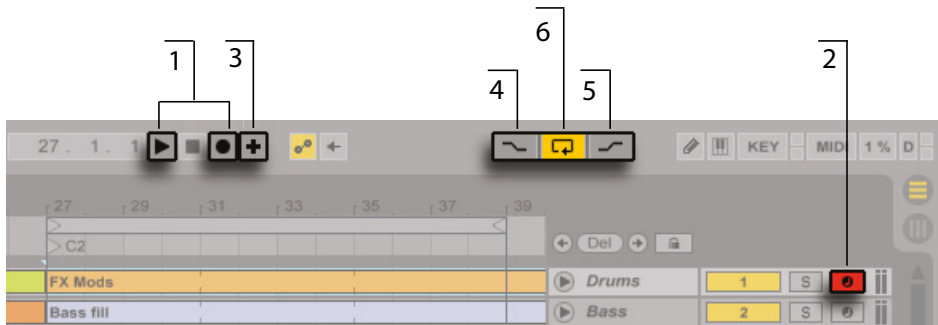 6
1 3 2
4 5
27. 1. 1 KEY MIDI 1 % D
27 29 31 33 35 37 39
C2 Del
FX Mods Drums 1 S
Bass fill Bass 2 S